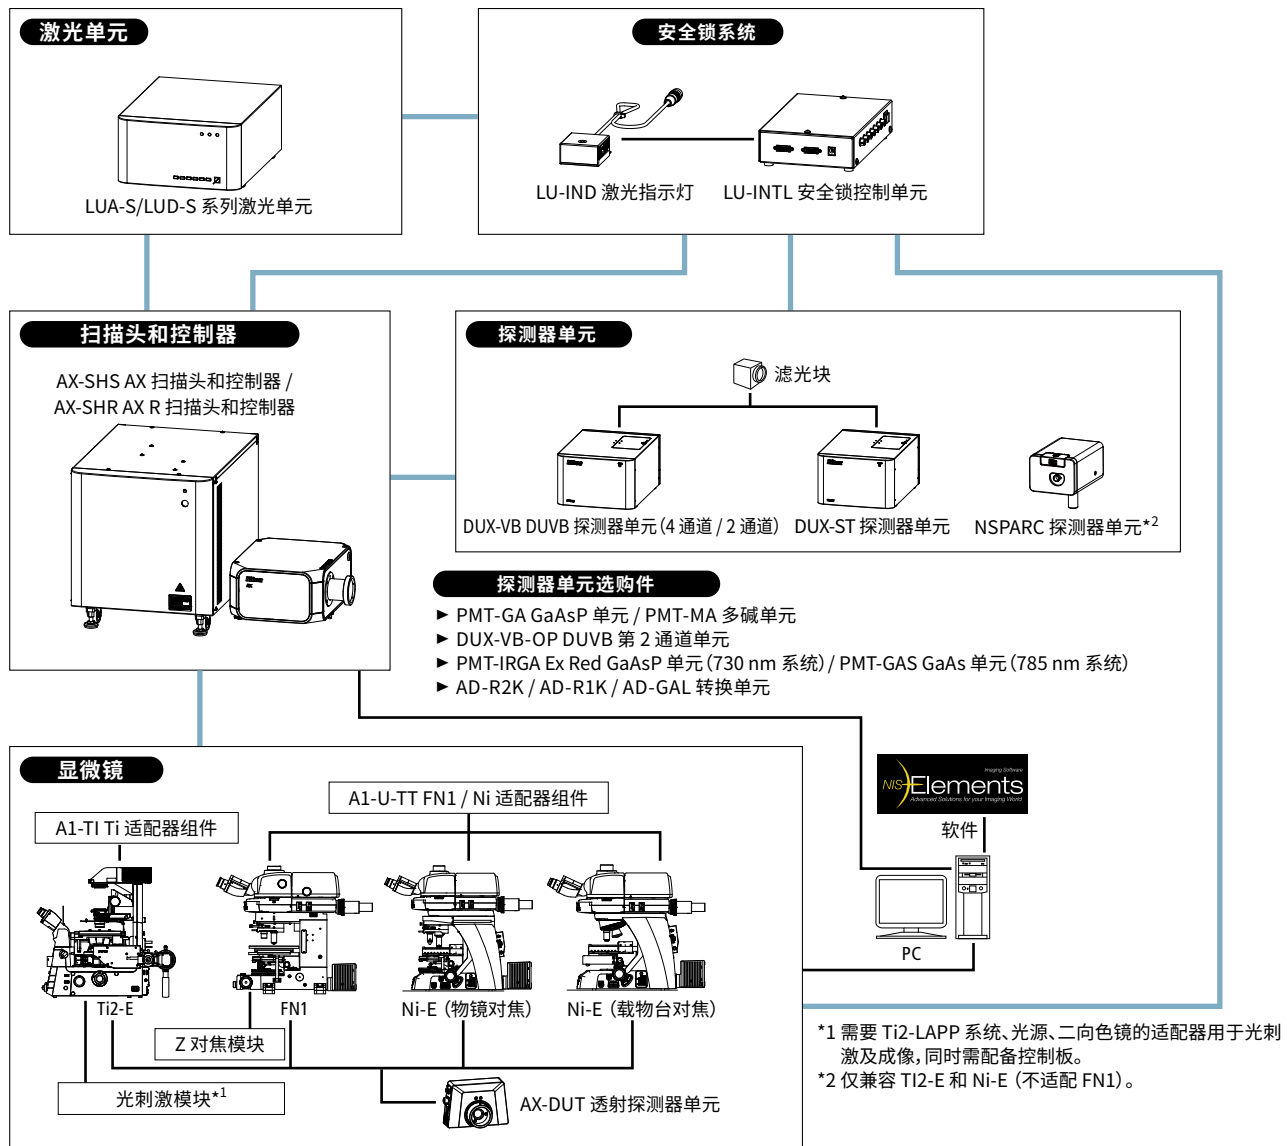 激光单元
LUA-S/LUD-S 系列激光单元
安全锁系统
LU-IND 激光指示灯
LU-INTL 安全锁控制单元
扫描头和控制器
AX-SHS AX 扫描头和控制器 /
AX-SHR AX R 扫描头和控制器
探测器单元
滤光块
DUX-VB DUVB 探测器单元(4 通道 / 2 通道)
DUX-ST 探测器单元
NSPARC 探测器单元*2
探测器单元选购件
► PMT-GA GaAsP 单元 / PMT-MA 多碱单元
► DUX-VB-OP DUVB 第 2 通道单元
► PMT-IRGA Ex Red GaAsP 单元(730 nm 系统)/ PMT-GAS GaAs 单元(785 nm 系统)
► AD-R2K / AD-R1K / AD-GAL 转换单元
显微镜
A1-TI Ti 适配器组件
A1-U-TT FN1 / Ni 适配器组件
Ti2-E
FN1
Ni-E (物镜对焦)
Ni-E (载物台对焦)
Z 对焦模块
光刺激模块*1
AX-DUT 透射探测器单元
Imaging Software
NIS Elements
Advanced Solutions for your Imaging World
软件
PC
*1 需要 Ti2-LAPP 系统、光源、二向色镜的适配器用于光刺
激及成像,同时需配备控制板。
*2 仅兼容 TI2-E 和 Ni-E (不适配 FN1)。